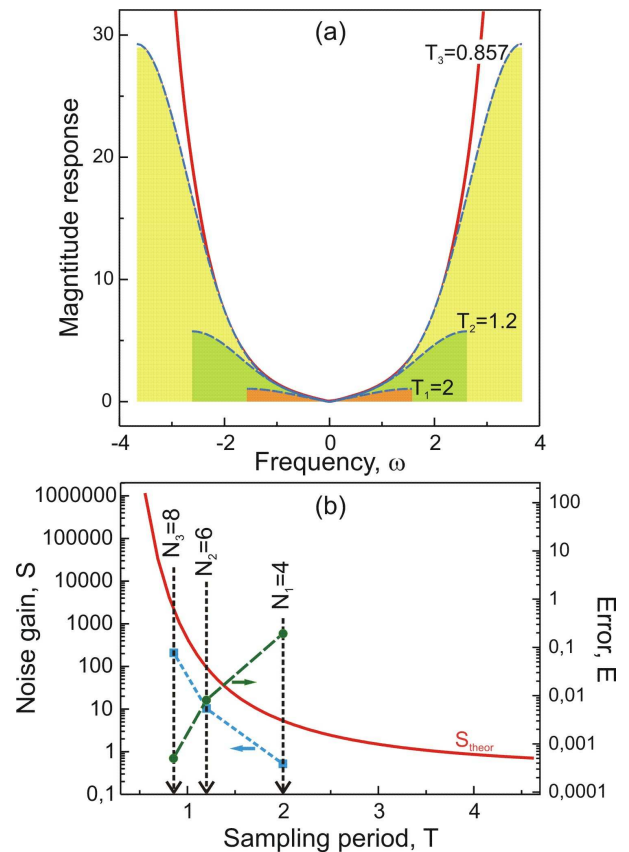 (a)
30
20
10
0
Magntitude response
T₃=0.857
T₂=1.2
T₁=2
-4 -2 0 2 4
Frequency, ω
(b)
1000000
100000
10000
1000
100
10
1
0,1
Noise gain, S
N₃=8
N₂=6
N₁=4
S_theor
100
10
1
0,1
0,01
0,001
0,0001
Error, E
1 2 3 4
Sampling period, T